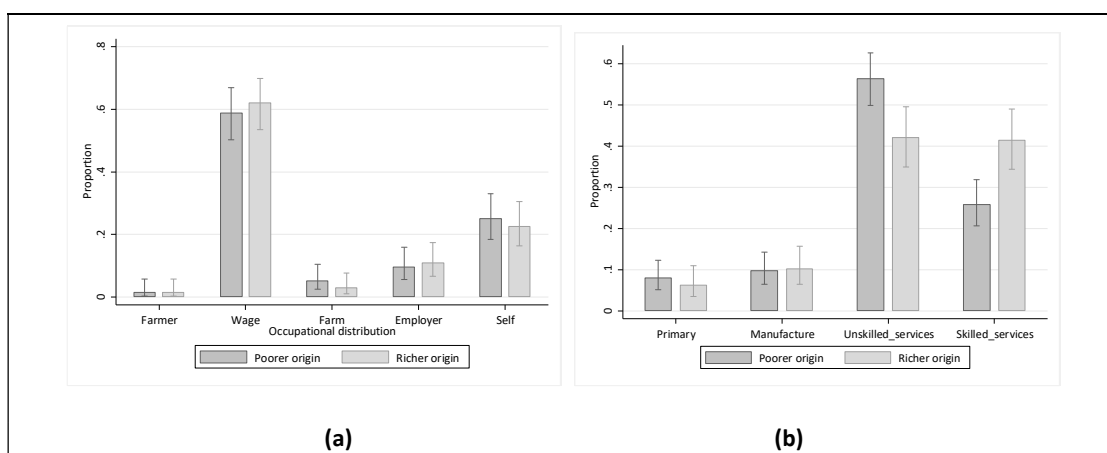 .8
.6
.4
.2
0
Proportion
Farmer Wage Farm Employer Self
Occupational distribution
Poorer origin Richer origin
(a)
.6
.5
.4
.3
.2
.1
0
Proportion
Primary Manufacture Unskilled_services Skilled_services
Poorer origin Richer origin
(b)